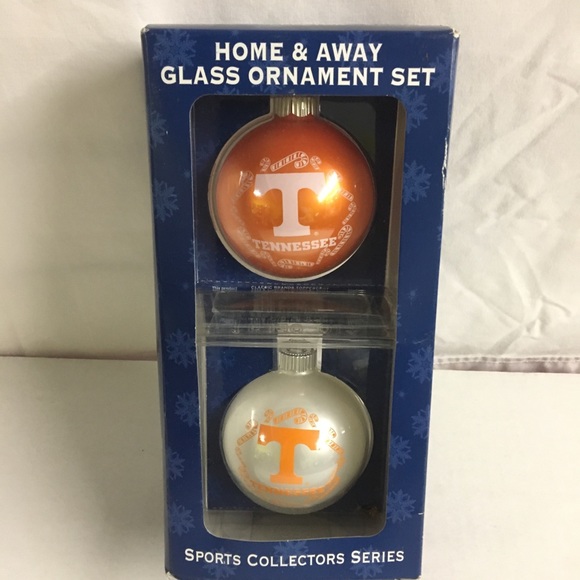 HOME & AWAY
GLASS ORNAMENT SET
T
TENNESSEE
T
SPORTS COLLECTORS SERIES